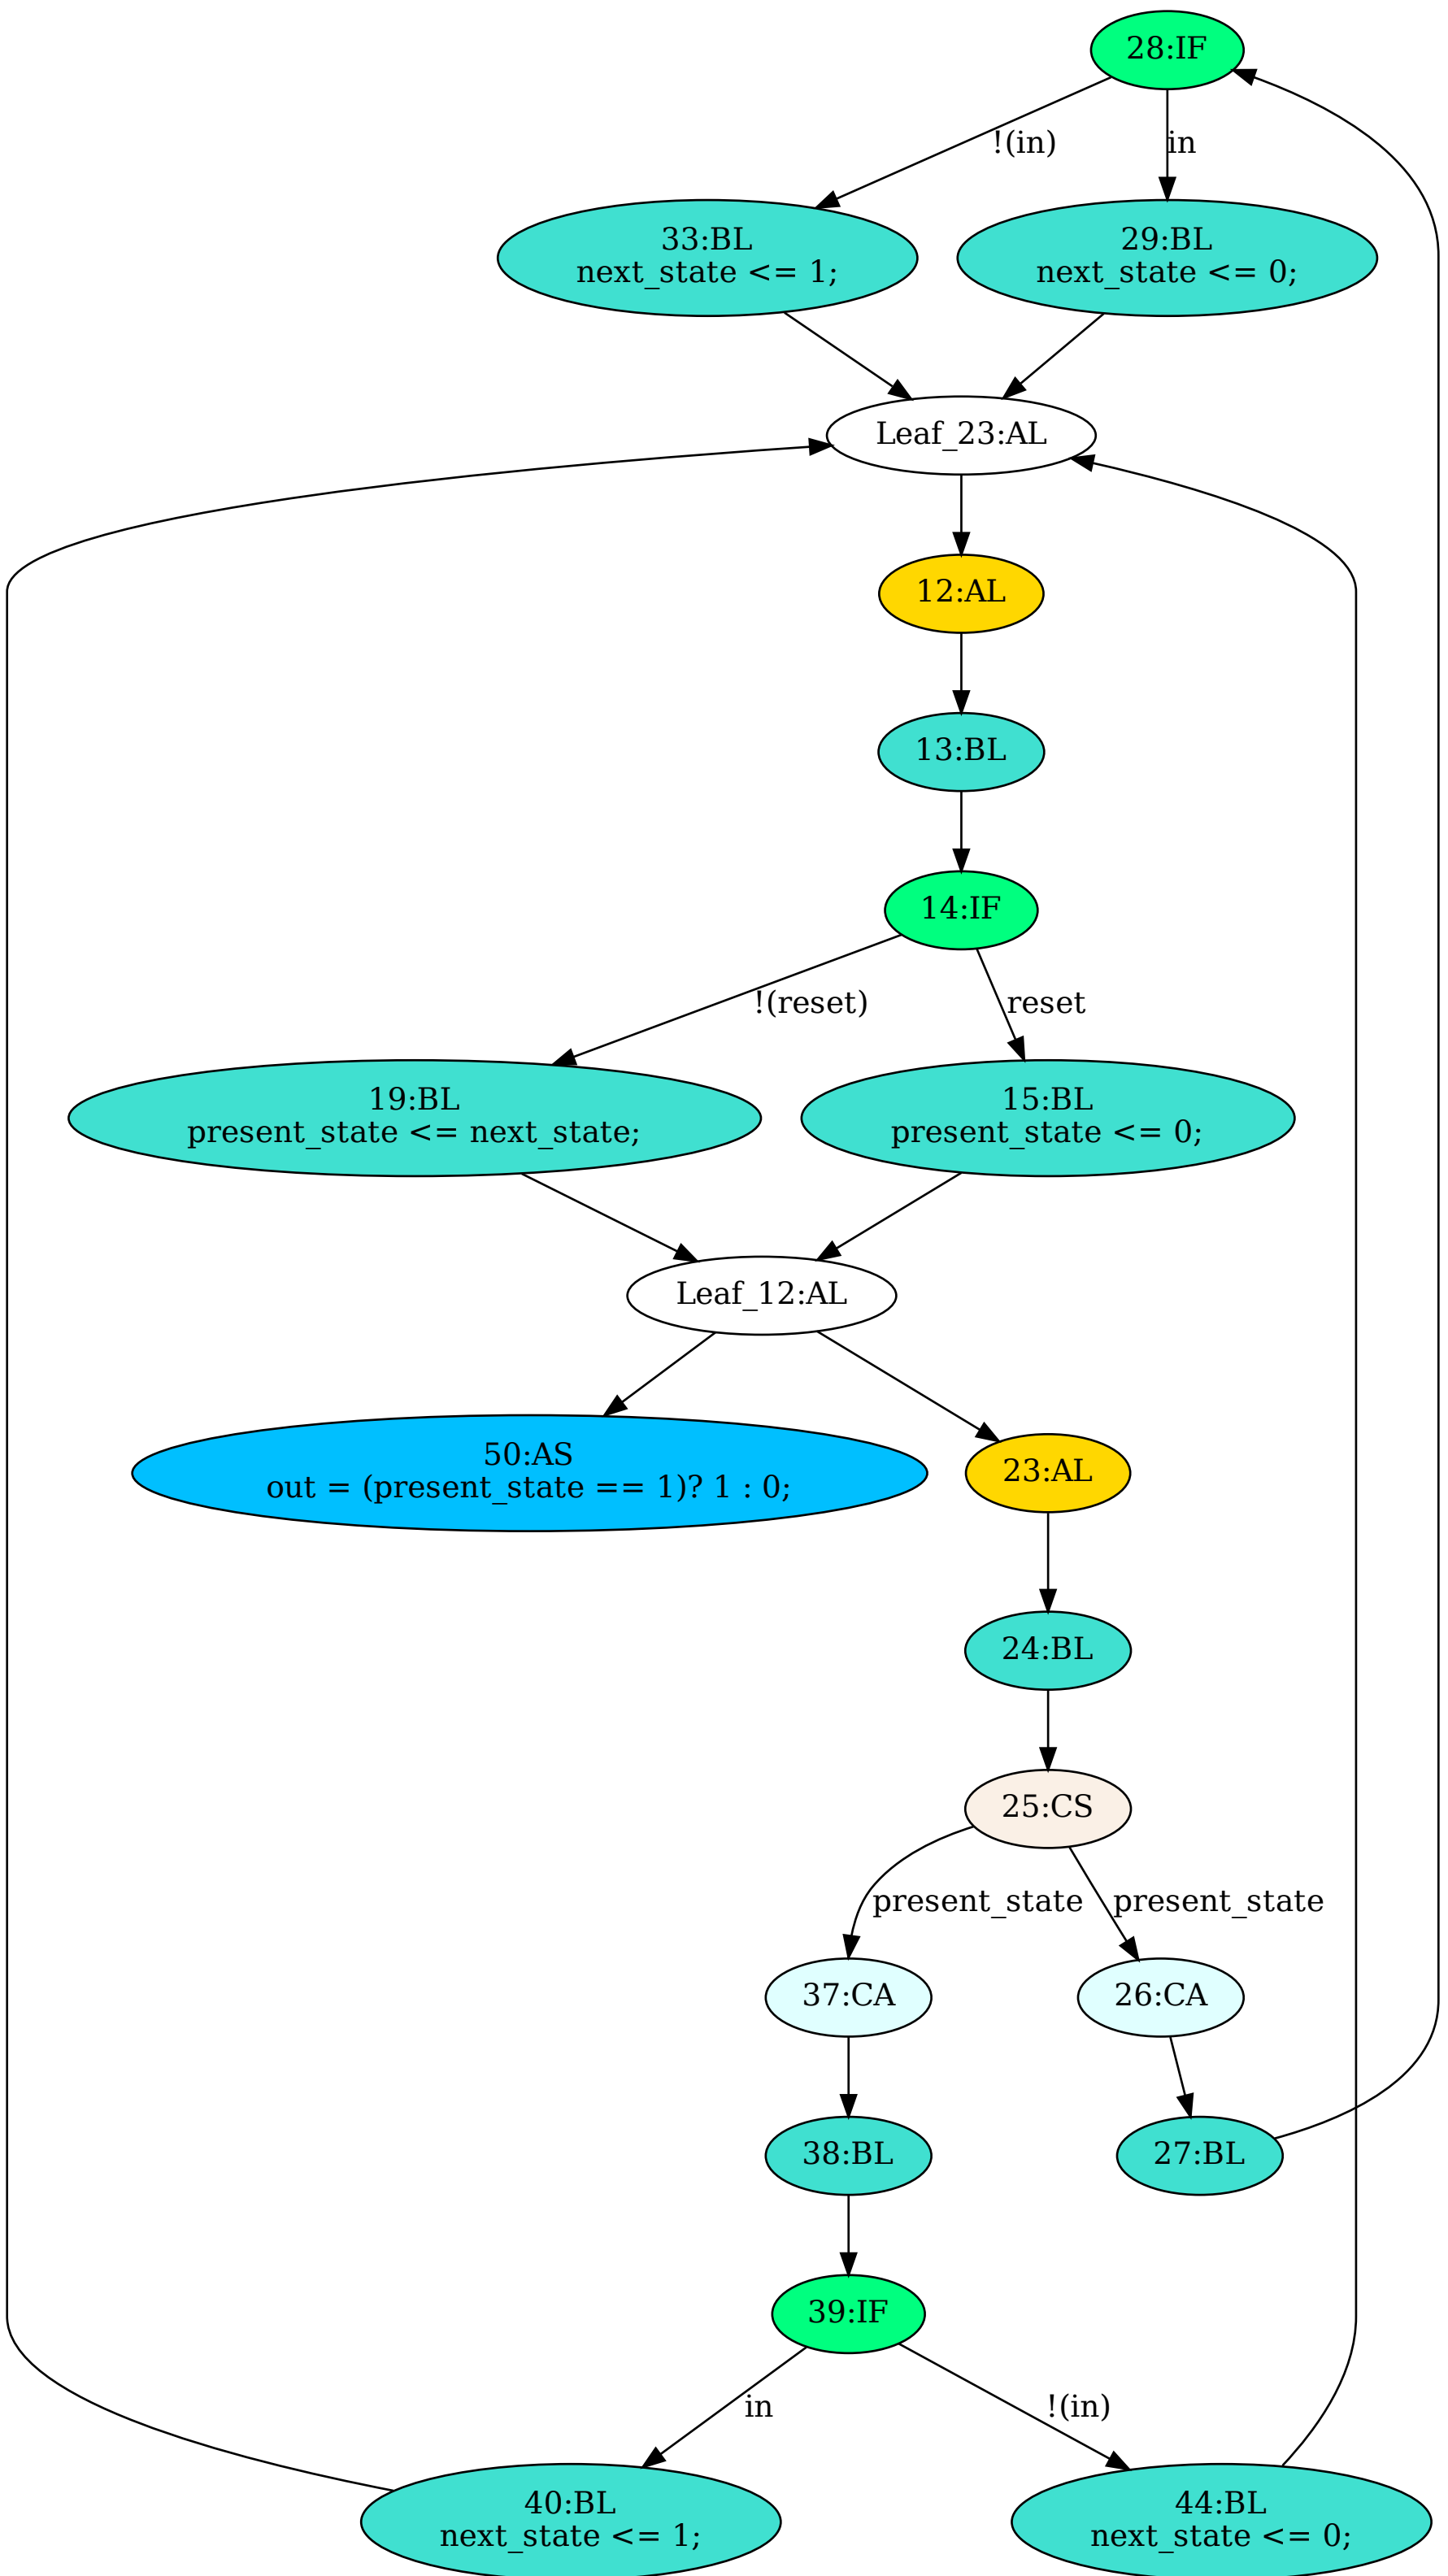 28:IF
!(in)
in
33:BL
next_state <= 1;
29:BL
next_state <= 0;
Leaf_23:AL
12:AL
13:BL
14:IF
!(reset)
reset
19:BL
present_state <= next_state;
15:BL
present_state <= 0;
Leaf_12:AL
50:AS
out = (present_state == 1)? 1 : 0;
23:AL
24:BL
25:CS
present_state
present_state
37:CA
26:CA
38:BL
27:BL
39:IF
in
!(in)
40:BL
next_state <= 1;
44:BL
next_state <= 0;